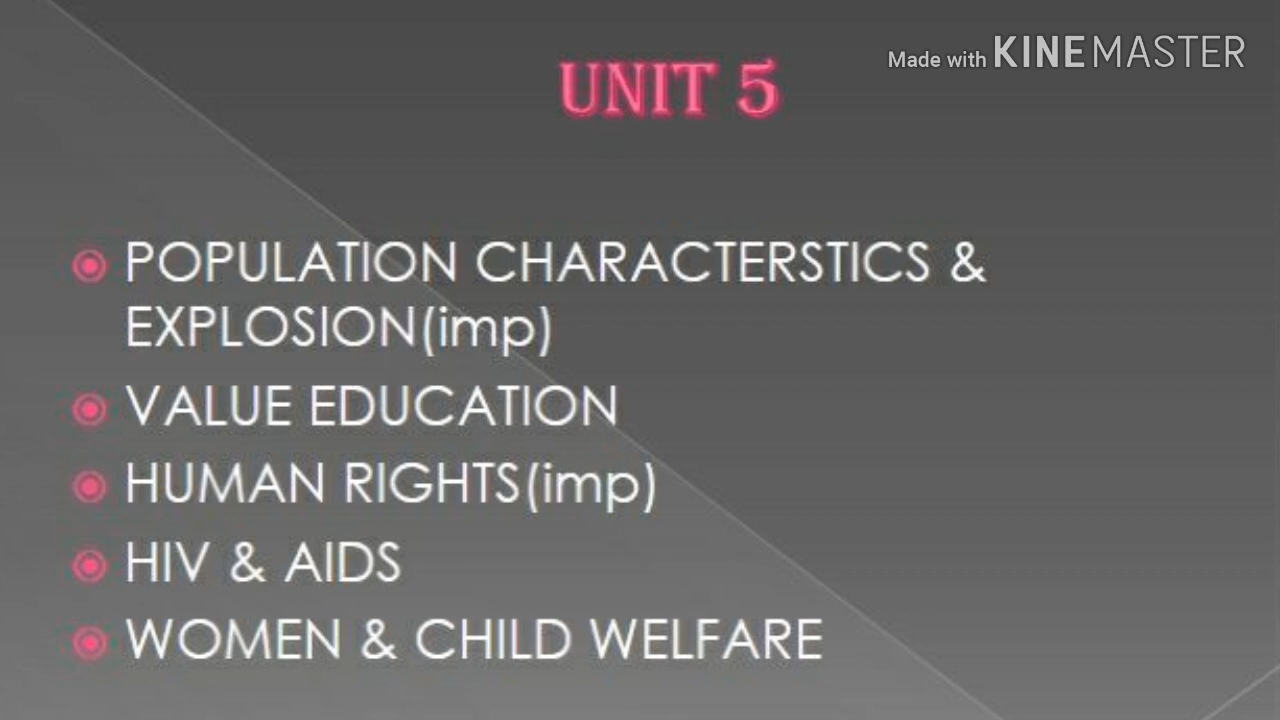 Made with KINEMASTER
UNIT 5
POPULATION CHARACTERSTICS &
EXPLOSION(imp)
VALUE EDUCATION
HUMAN RIGHTS(imp)
HIV & AIDS
WOMEN & CHILD WELFARE